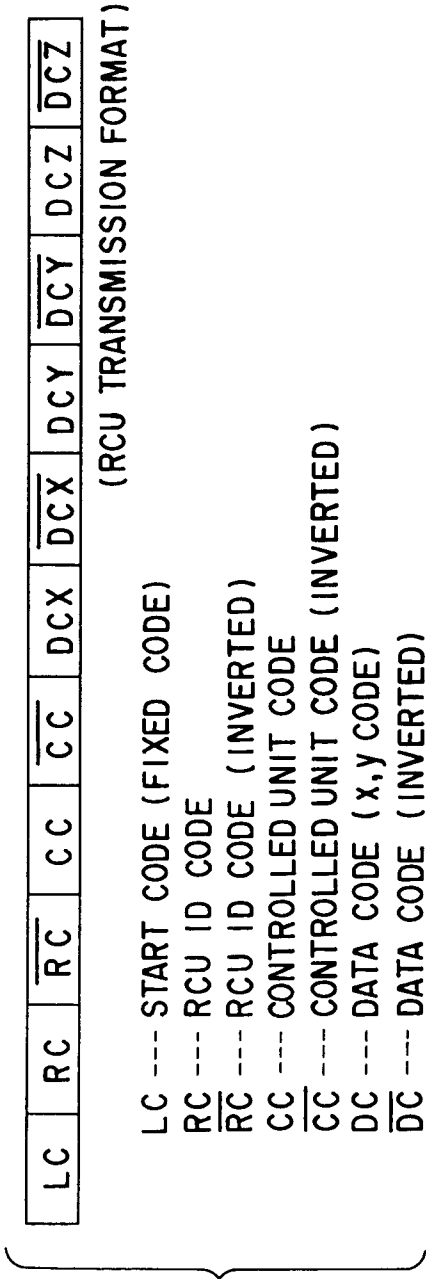 LC RC R̅C̅ CC C̅C̅ DCX D̅C̅X̅ DCY D̅C̅Y̅ DCZ D̅C̅Z̅
(RCU TRANSMISSION FORMAT)
LC --- START CODE (FIXED CODE)
RC --- RCU ID CODE
R̅C̅ --- RCU ID CODE (INVERTED)
CC --- CONTROLLED UNIT CODE
C̅C̅ --- CONTROLLED UNIT CODE (INVERTED)
DC --- DATA CODE (x,y CODE)
D̅C̅ --- DATA CODE (INVERTED)